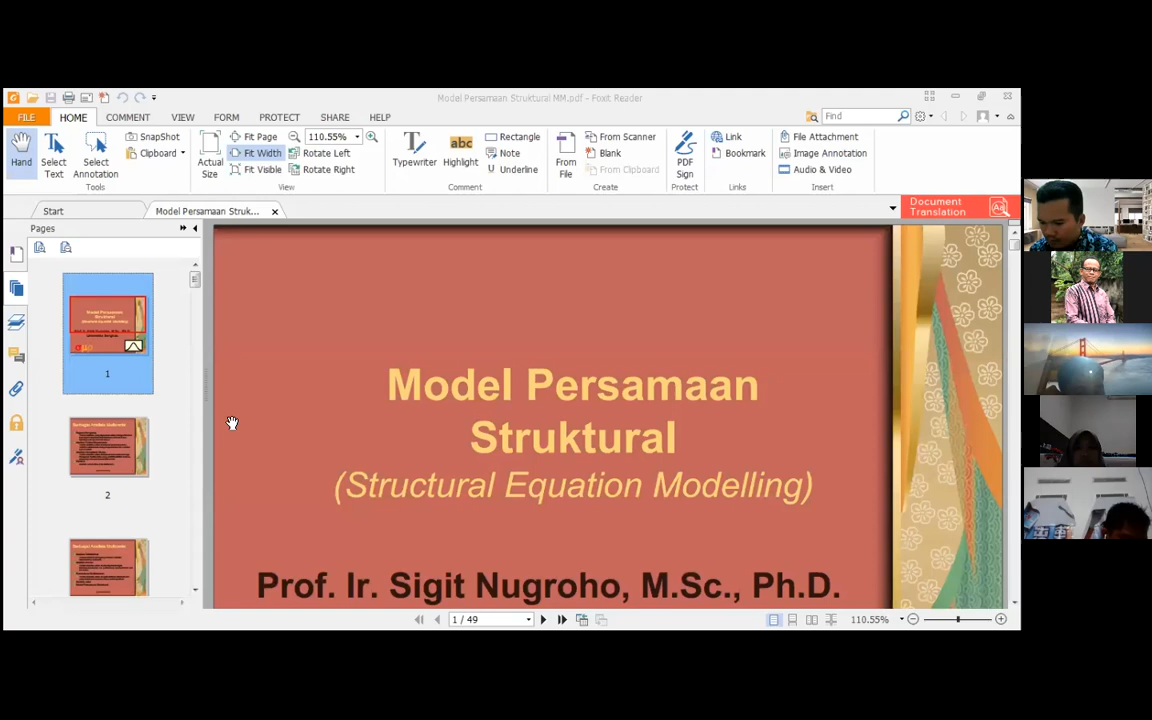 Model Persamaan Struktural MM.pdf - Foxit Reader
FILE HOME COMMENT VIEW FORM PROTECT SHARE HELP
Find
Hand
Select Text
Select Annotation
SnapShot
Clipboard
Tools
Actual Size
Fit Page
Fit Width
Fit Visible
110.55%
Rotate Left
Rotate Right
View
Typewriter
Highlight
Rectangle
Note
Underline
Comment
From File
From Scanner
Blank
From Clipboard
Create
PDF Sign
Protect
Link
Bookmark
Links
File Attachment
Image Annotation
Audio & Video
Insert
Start
Model Persamaan Struk...
Document Translation
Pages
Model Persamaan
Struktural
1
2
Model Persamaan
Struktural
(Structural Equation Modelling)
Prof. Ir. Sigit Nugroho, M.Sc., Ph.D.
1 / 49
110.55%